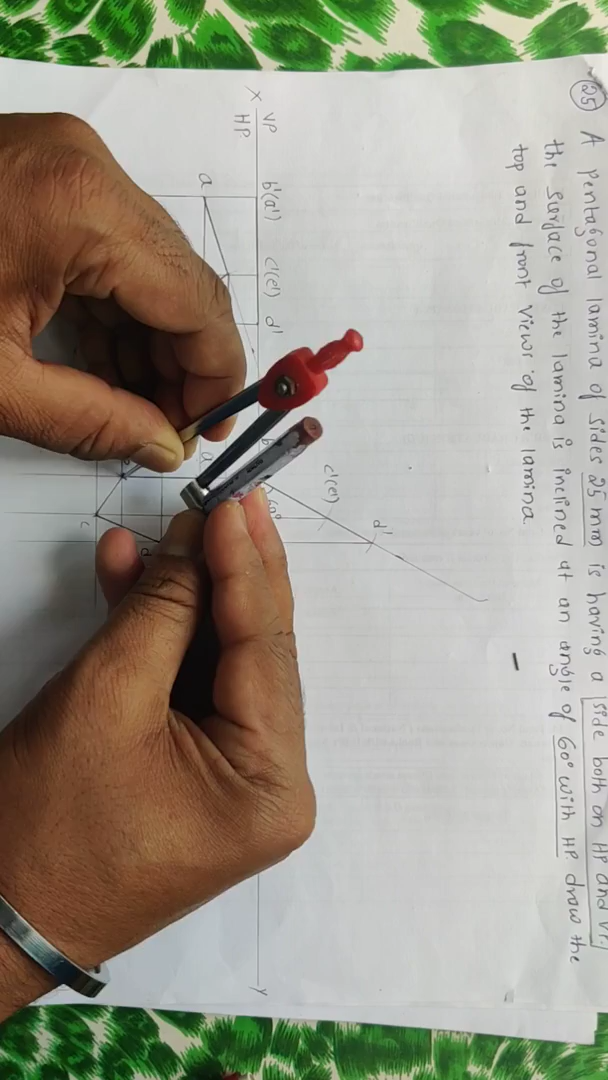 (25) A pentagonal lamina of sides 25 mm is having a side both on HP and VP.
the surface of the lamina is inclined at an angle of 60° with HP. draw the
top and front views of the lamina
d'
c'(e')
X VP b'(a') c'(e') d' b' 60° Y
HP
a a
d
c